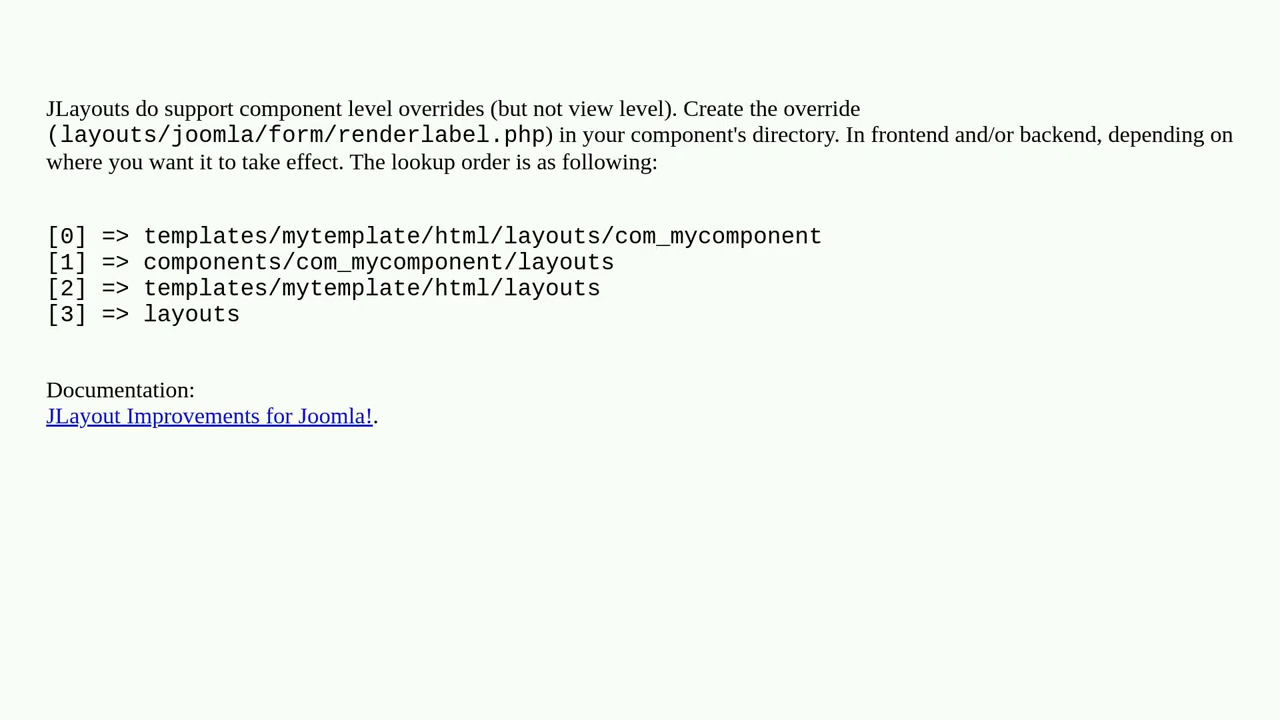 JLayouts do support component level overrides (but not view level). Create the override
(layouts/joomla/form/renderlabel.php) in your component's directory. In frontend and/or backend, depending on
where you want it to take effect. The lookup order is as following:
[0] => templates/mytemplate/html/layouts/com_mycomponent
[1] => components/com_mycomponent/layouts
[2] => templates/mytemplate/html/layouts
[3] => layouts
Documentation:
JLayout Improvements for Joomla!.